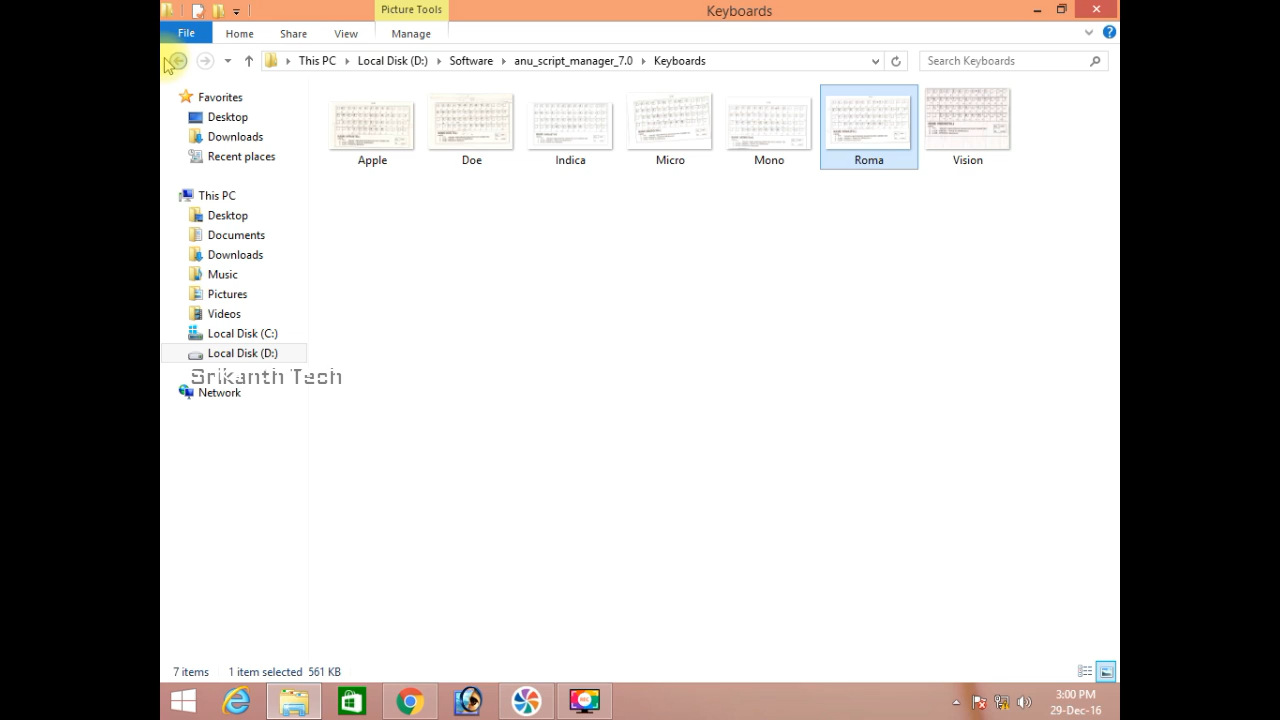 Picture Tools
Keyboards
File Home Share View Manage
This PC Local Disk (D:) Software anu_script_manager_7.0 Keyboards
Search Keyboards
Favorites
Desktop
Downloads
Recent places
This PC
Desktop
Documents
Downloads
Music
Pictures
Videos
Local Disk (C:)
Local Disk (D:)
Srikanth Tech
Network
Apple Doe Indica Micro Mono Roma Vision
7 items 1 item selected 561 KB
3:00 PM
29-Dec-16